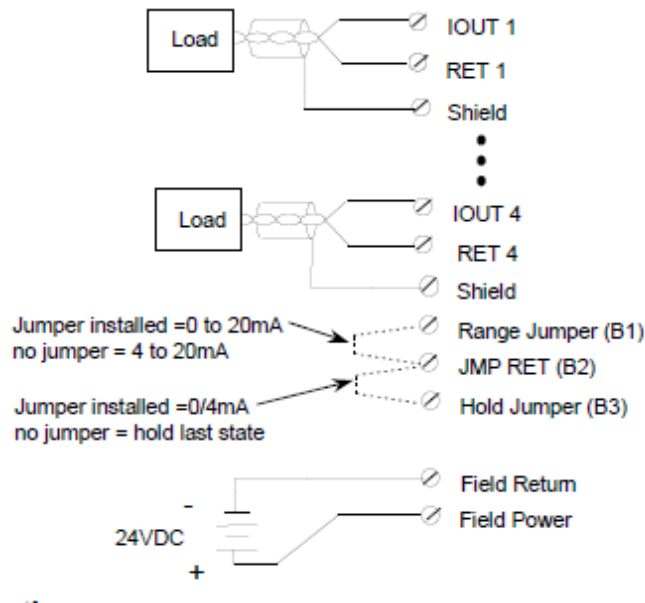 Load
IOUT 1
RET 1
Shield
Load
IOUT 4
RET 4
Shield
Jumper installed =0 to 20mA
no jumper = 4 to 20mA
Range Jumper (B1)
JMP RET (B2)
Jumper installed =0/4mA
no jumper = hold last state
Hold Jumper (B3)
Field Return
Field Power
-
24VDC
+